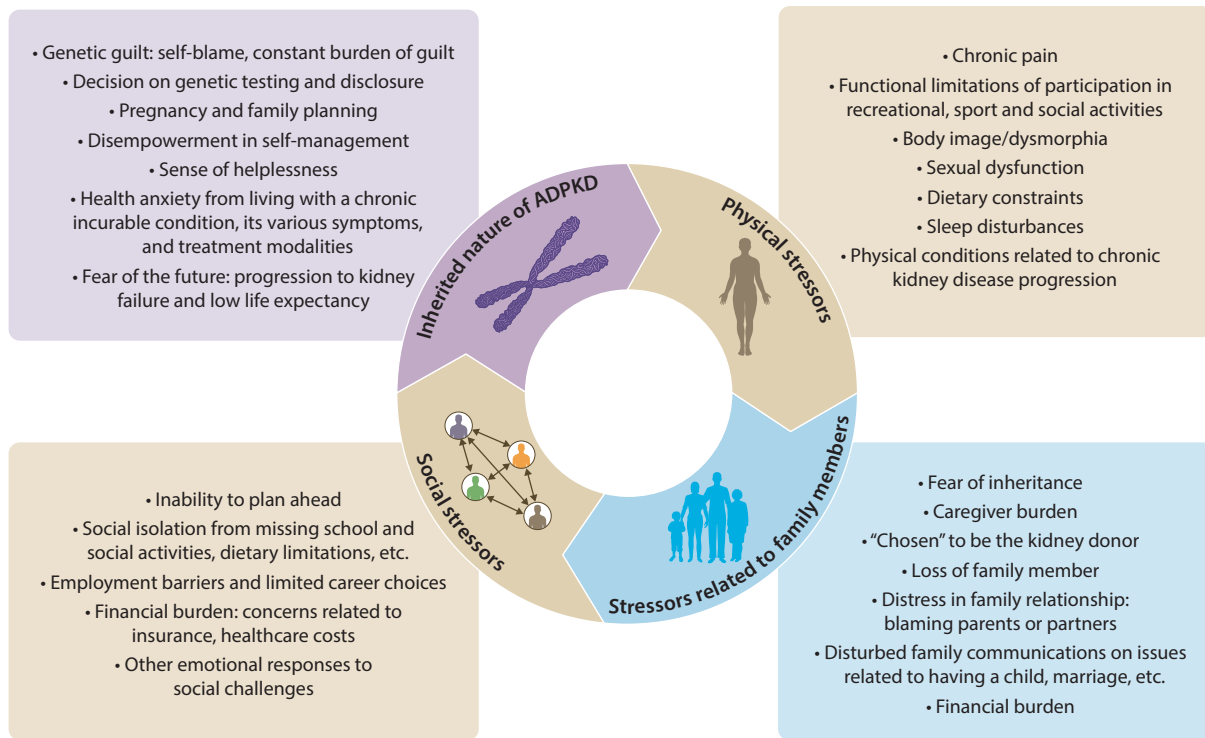 • Genetic guilt: self-blame, constant burden of guilt
• Decision on genetic testing and disclosure
• Pregnancy and family planning
• Disempowerment in self-management
• Sense of helplessness
• Health anxiety from living with a chronic
incurable condition, its various symptoms,
and treatment modalities
• Fear of the future: progression to kidney
failure and low life expectancy
• Chronic pain
• Functional limitations of participation in
recreational, sport and social activities
• Body image/dysmorphia
• Sexual dysfunction
• Dietary constraints
• Sleep disturbances
• Physical conditions related to chronic
kidney disease progression
Inherited nature of ADPKD
Physical stressors
Social stressors
Stressors related to family members
• Inability to plan ahead
• Social isolation from missing school and
social activities, dietary limitations, etc.
• Employment barriers and limited career choices
• Financial burden: concerns related to
insurance, healthcare costs
• Other emotional responses to
social challenges
• Fear of inheritance
• Caregiver burden
• “Chosen” to be the kidney donor
• Loss of family member
• Distress in family relationship:
blaming parents or partners
• Disturbed family communications on issues
related to having a child, marriage, etc.
• Financial burden